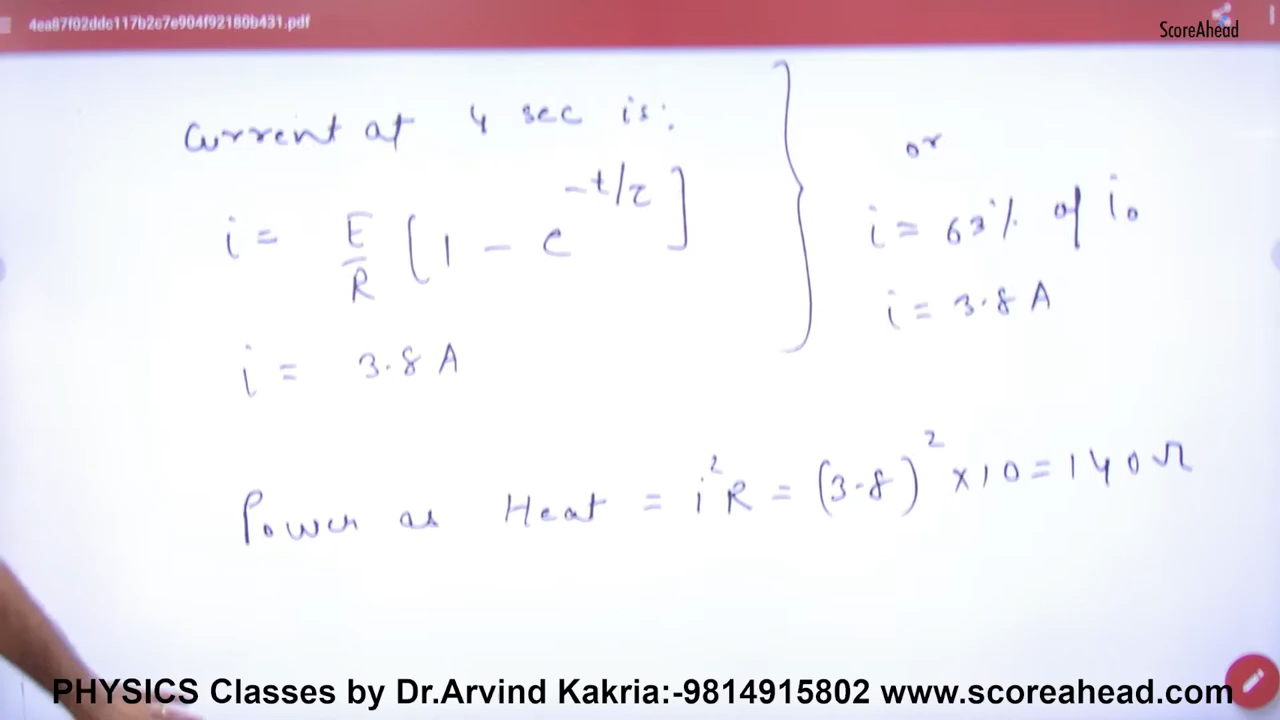 4ea87f02ddc117b2c7e904f92180b431.pdf
ScoreAhead
Current at 4 sec is:
i = E/R [1 - e^-t/τ]
i = 3.8 A
or
i = 63% of i₀
i = 3.8 A
Power as Heat = i²R = (3.8)² × 10 = 140 Ω
PHYSICS Classes by Dr.Arvind Kakria:-9814915802 www.scoreahead.com